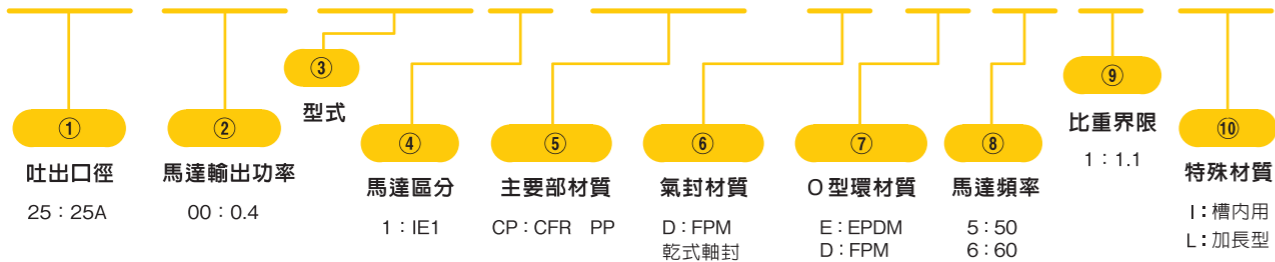 ①
吐出口徑
25：25A
②
馬達輸出功率
00：0.4
③
型式
④
馬達區分
1：IE1
⑤
主要部材質
CP：CFR PP
⑥
氣封材質
D：FPM
乾式軸封
⑦
O型環材質
E：EPDM
D：FPM
⑧
馬達頻率
5：50
6：60
⑨
比重界限
1：1.1
⑩
特殊材質
I：槽內用
L：加長型